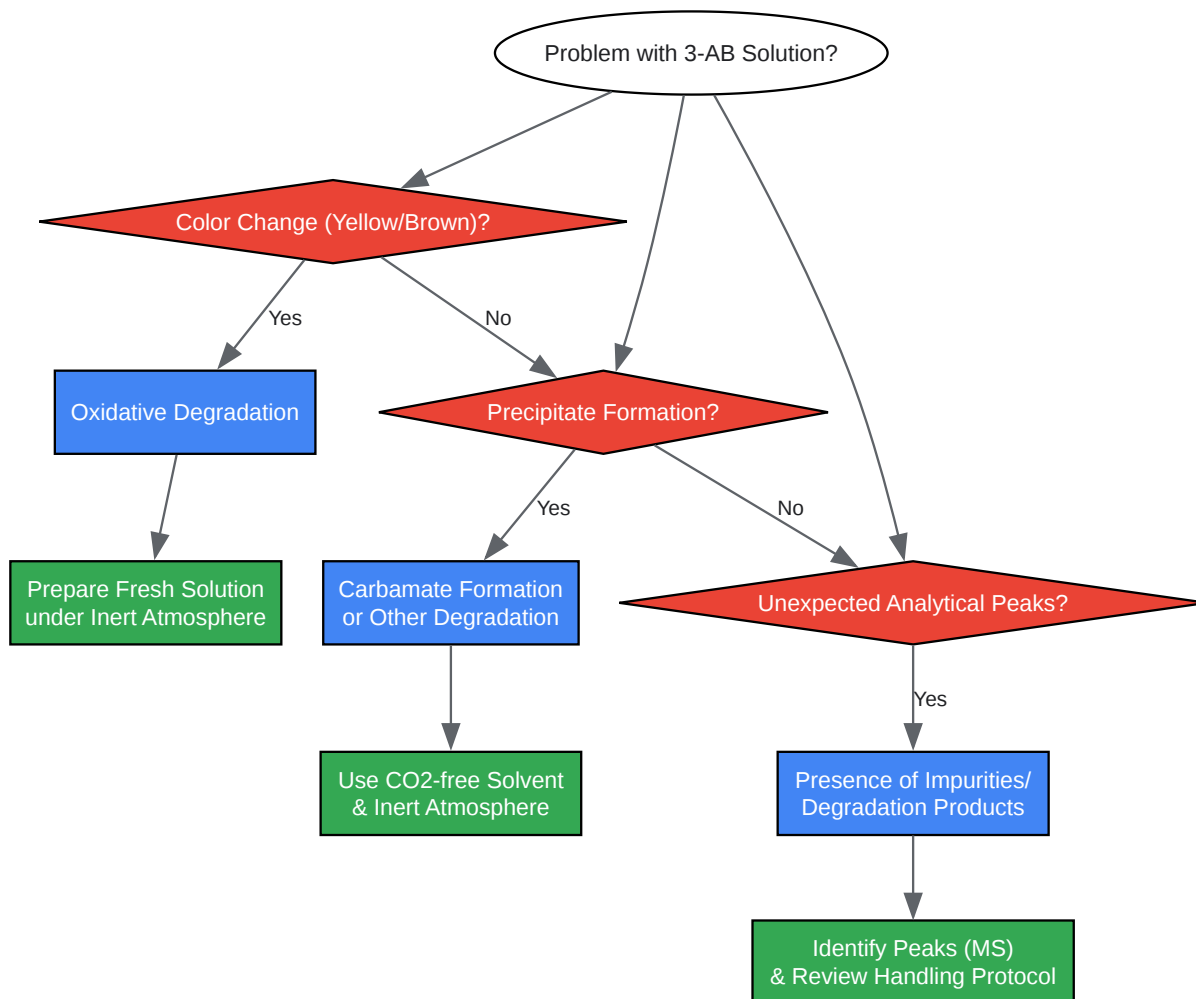 Problem with 3-AB Solution?
Color Change (Yellow/Brown)?
Yes
No
Oxidative Degradation
Precipitate Formation?
Yes
No
Prepare Fresh Solution
under Inert Atmosphere
Carbamate Formation
or Other Degradation
Unexpected Analytical Peaks?
Yes
Use CO2-free Solvent
& Inert Atmosphere
Presence of Impurities/
Degradation Products
Identify Peaks (MS)
& Review Handling Protocol